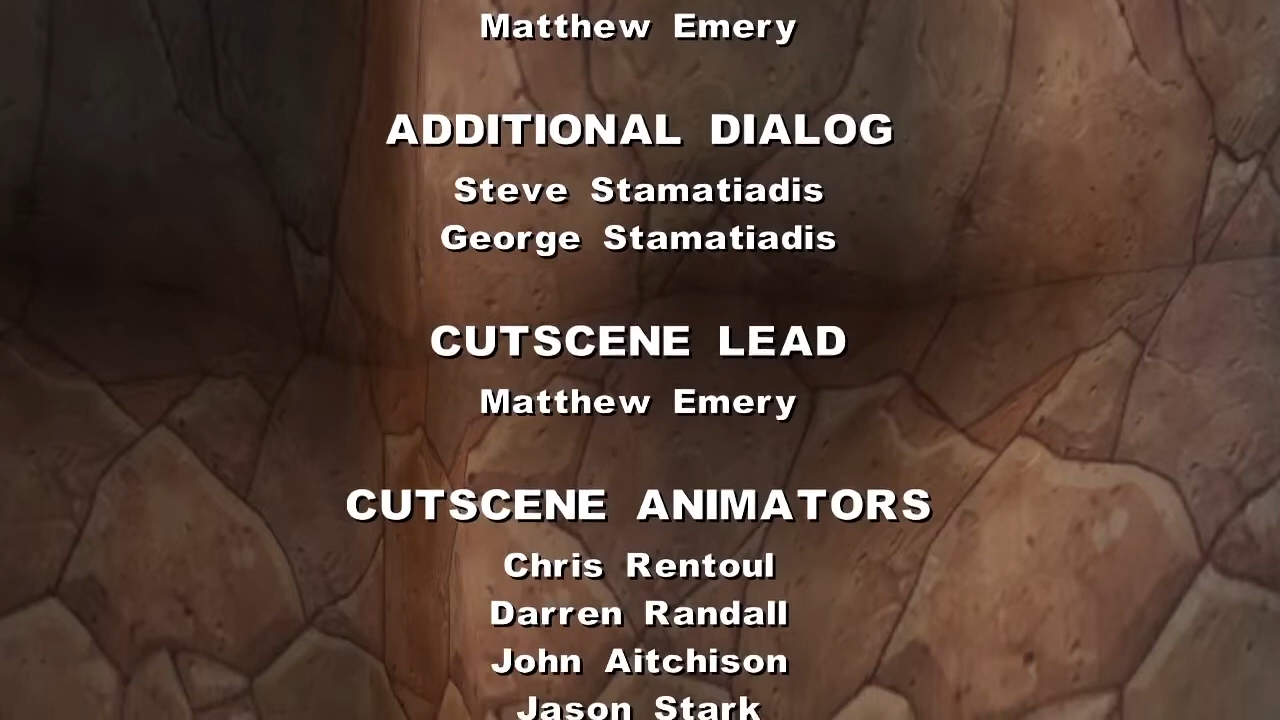 Matthew Emery
ADDITIONAL DIALOG
Steve Stamatiadis
George Stamatiadis
CUTSCENE LEAD
Matthew Emery
CUTSCENE ANIMATORS
Chris Rentoul
Darren Randall
John Aitchison
Jason Stark